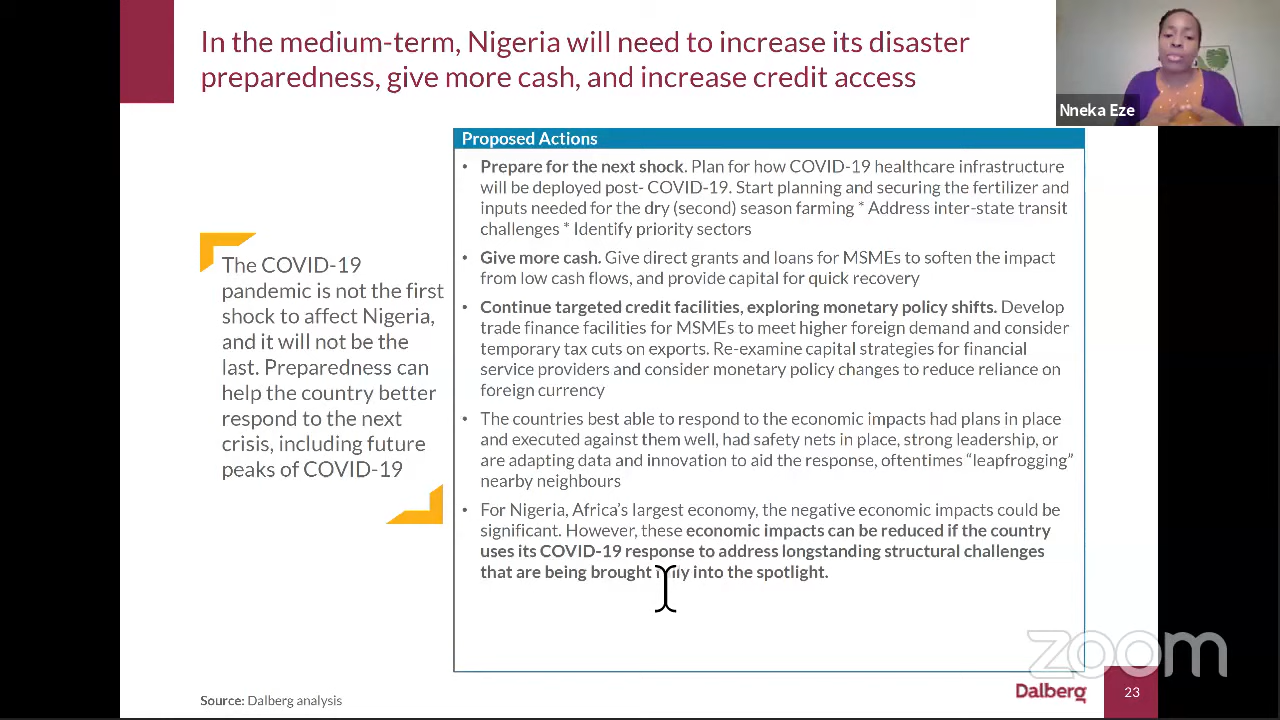 In the medium-term, Nigeria will need to increase its disaster
preparedness, give more cash, and increase credit access
Nneka Eze
The COVID-19
pandemic is not the first
shock to affect Nigeria,
and it will not be the
last. Preparedness can
help the country better
respond to the next
crisis, including future
peaks of COVID-19
Proposed Actions
• Prepare for the next shock. Plan for how COVID-19 healthcare infrastructure
will be deployed post- COVID-19. Start planning and securing the fertilizer and
inputs needed for the dry (second) season farming * Address inter-state transit
challenges * Identify priority sectors
• Give more cash. Give direct grants and loans for MSMEs to soften the impact
from low cash flows, and provide capital for quick recovery
• Continue targeted credit facilities, exploring monetary policy shifts. Develop
trade finance facilities for MSMEs to meet higher foreign demand and consider
temporary tax cuts on exports. Re-examine capital strategies for financial
service providers and consider monetary policy changes to reduce reliance on
foreign currency
• The countries best able to respond to the economic impacts had plans in place
and executed against them well, had safety nets in place, strong leadership, or
are adapting data and innovation to aid the response, oftentimes “leapfrogging”
nearby neighbours
• For Nigeria, Africa’s largest economy, the negative economic impacts could be
significant. However, these economic impacts can be reduced if the country
uses its COVID-19 response to address longstanding structural challenges
that are being brought into the spotlight.
zoom
Source: Dalberg analysis
Dalberg
23